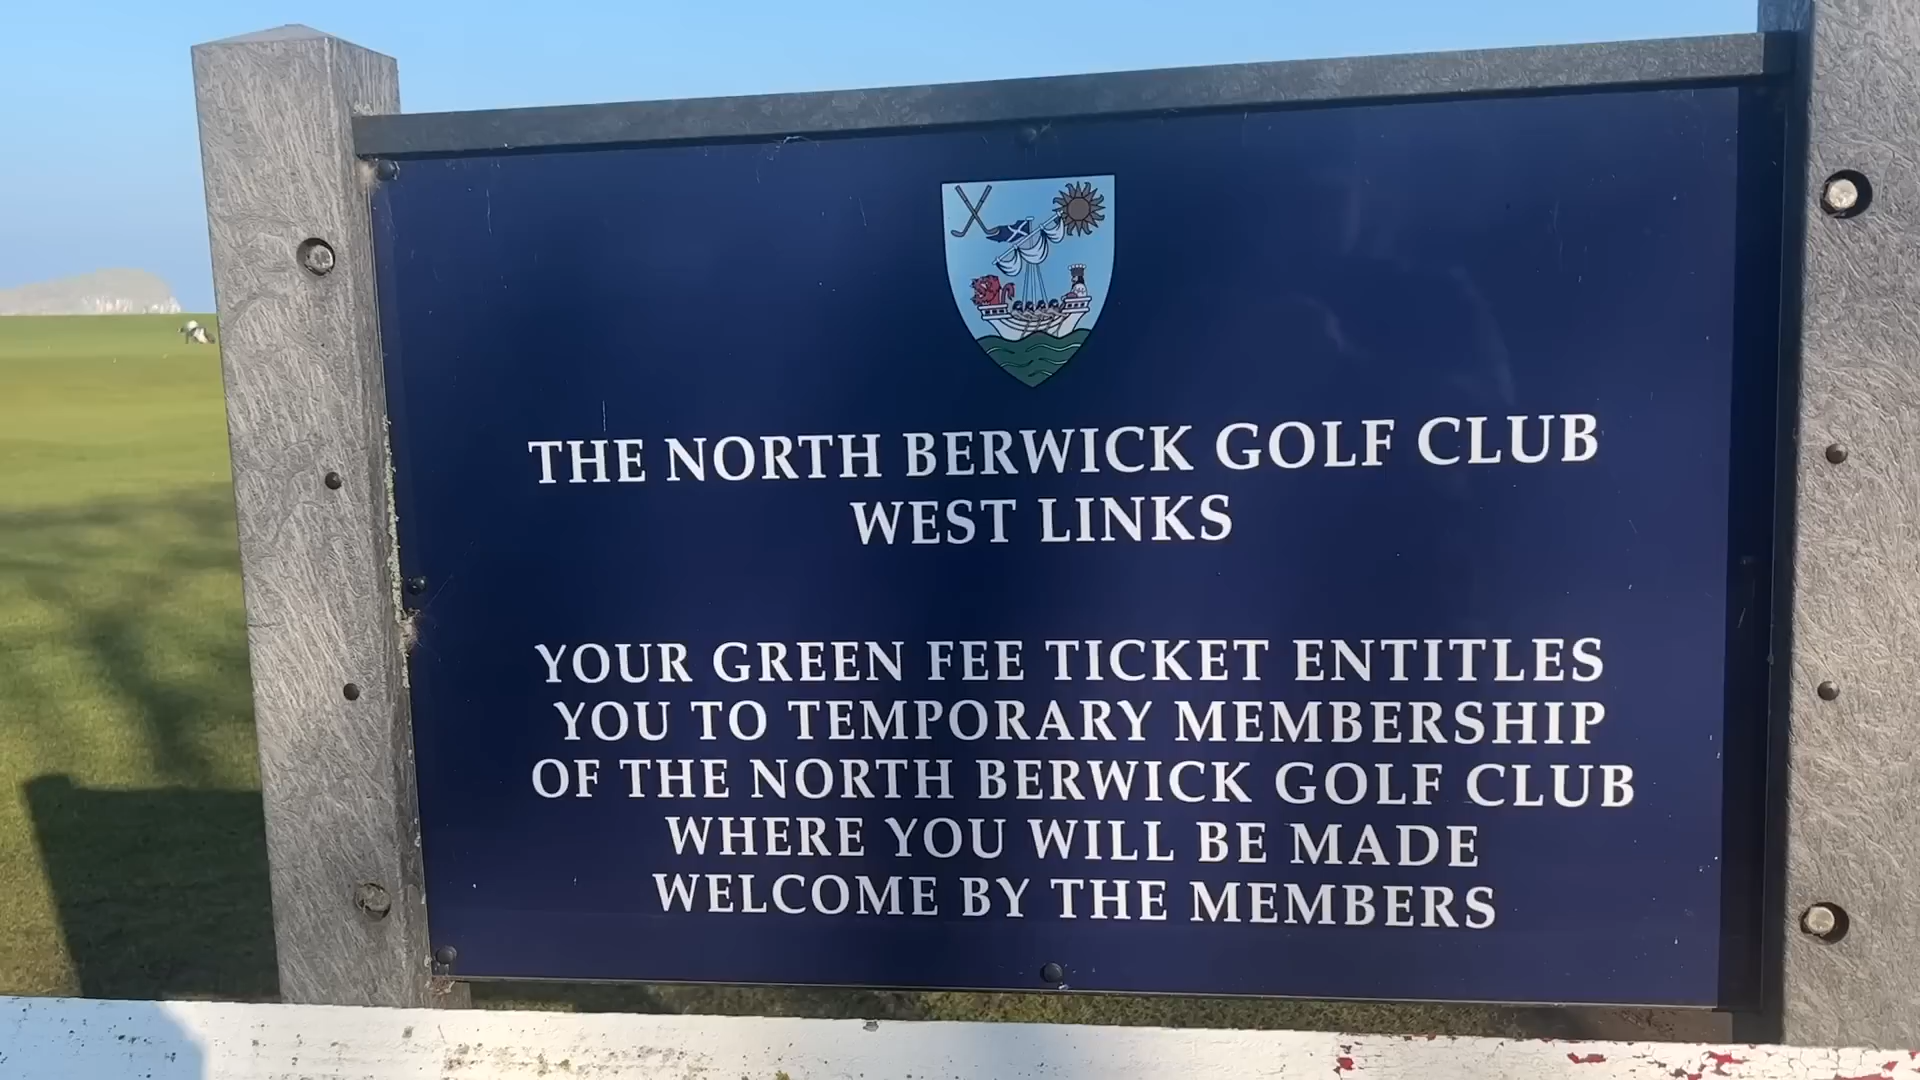 THE NORTH BERWICK GOLF CLUB
WEST LINKS
YOUR GREEN FEE TICKET ENTITLES
YOU TO TEMPORARY MEMBERSHIP
OF THE NORTH BERWICK GOLF CLUB
WHERE YOU WILL BE MADE
WELCOME BY THE MEMBERS